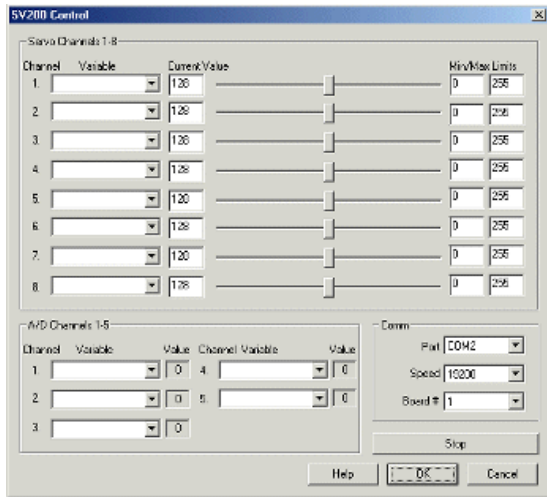 SV200 Control
Servo Channels 1-8
Channel Variable Current Value Min/Max Limits
1. 128 0 255
2. 128 0 255
3. 128 0 255
4. 128 0 255
5. 128 0 255
6. 128 0 255
7. 128 0 255
8. 128 0 255
A/D Channels 1-5
Channel Variable Value Channel Variable Value
1. 0 4. 0
2. 0 5. 0
3. 0
Comm
Port COM2
Speed 19200
Board # 1
Stop
Help OK Cancel